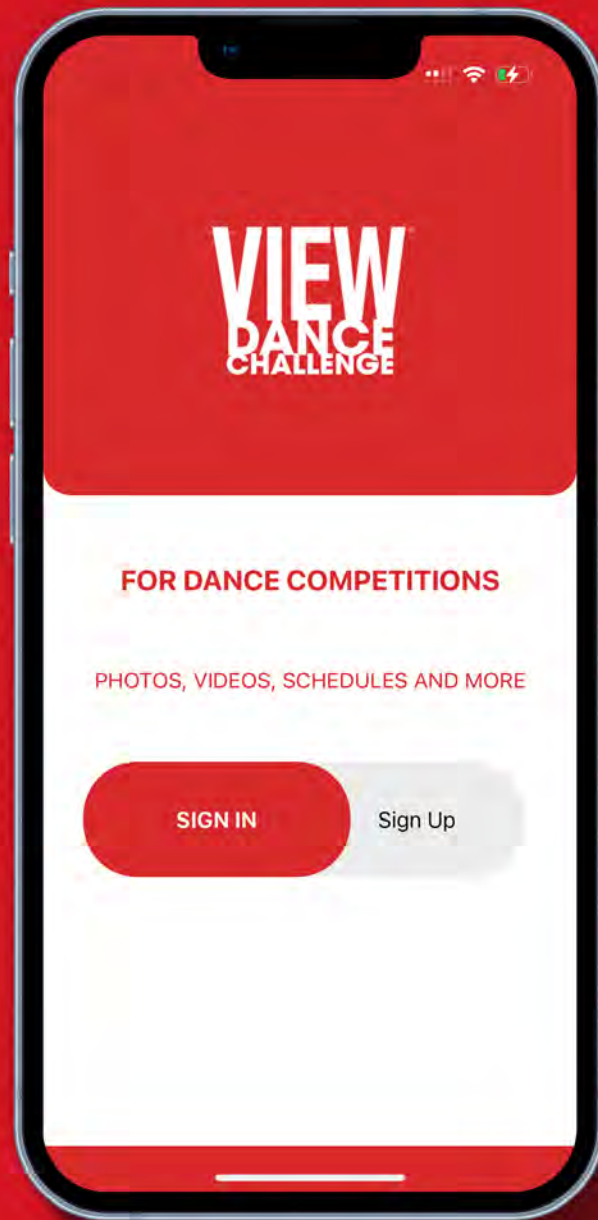 VIEW
DANCE
CHALLENGE
FOR DANCE COMPETITIONS
PHOTOS, VIDEOS, SCHEDULES AND MORE
SIGN IN
Sign Up